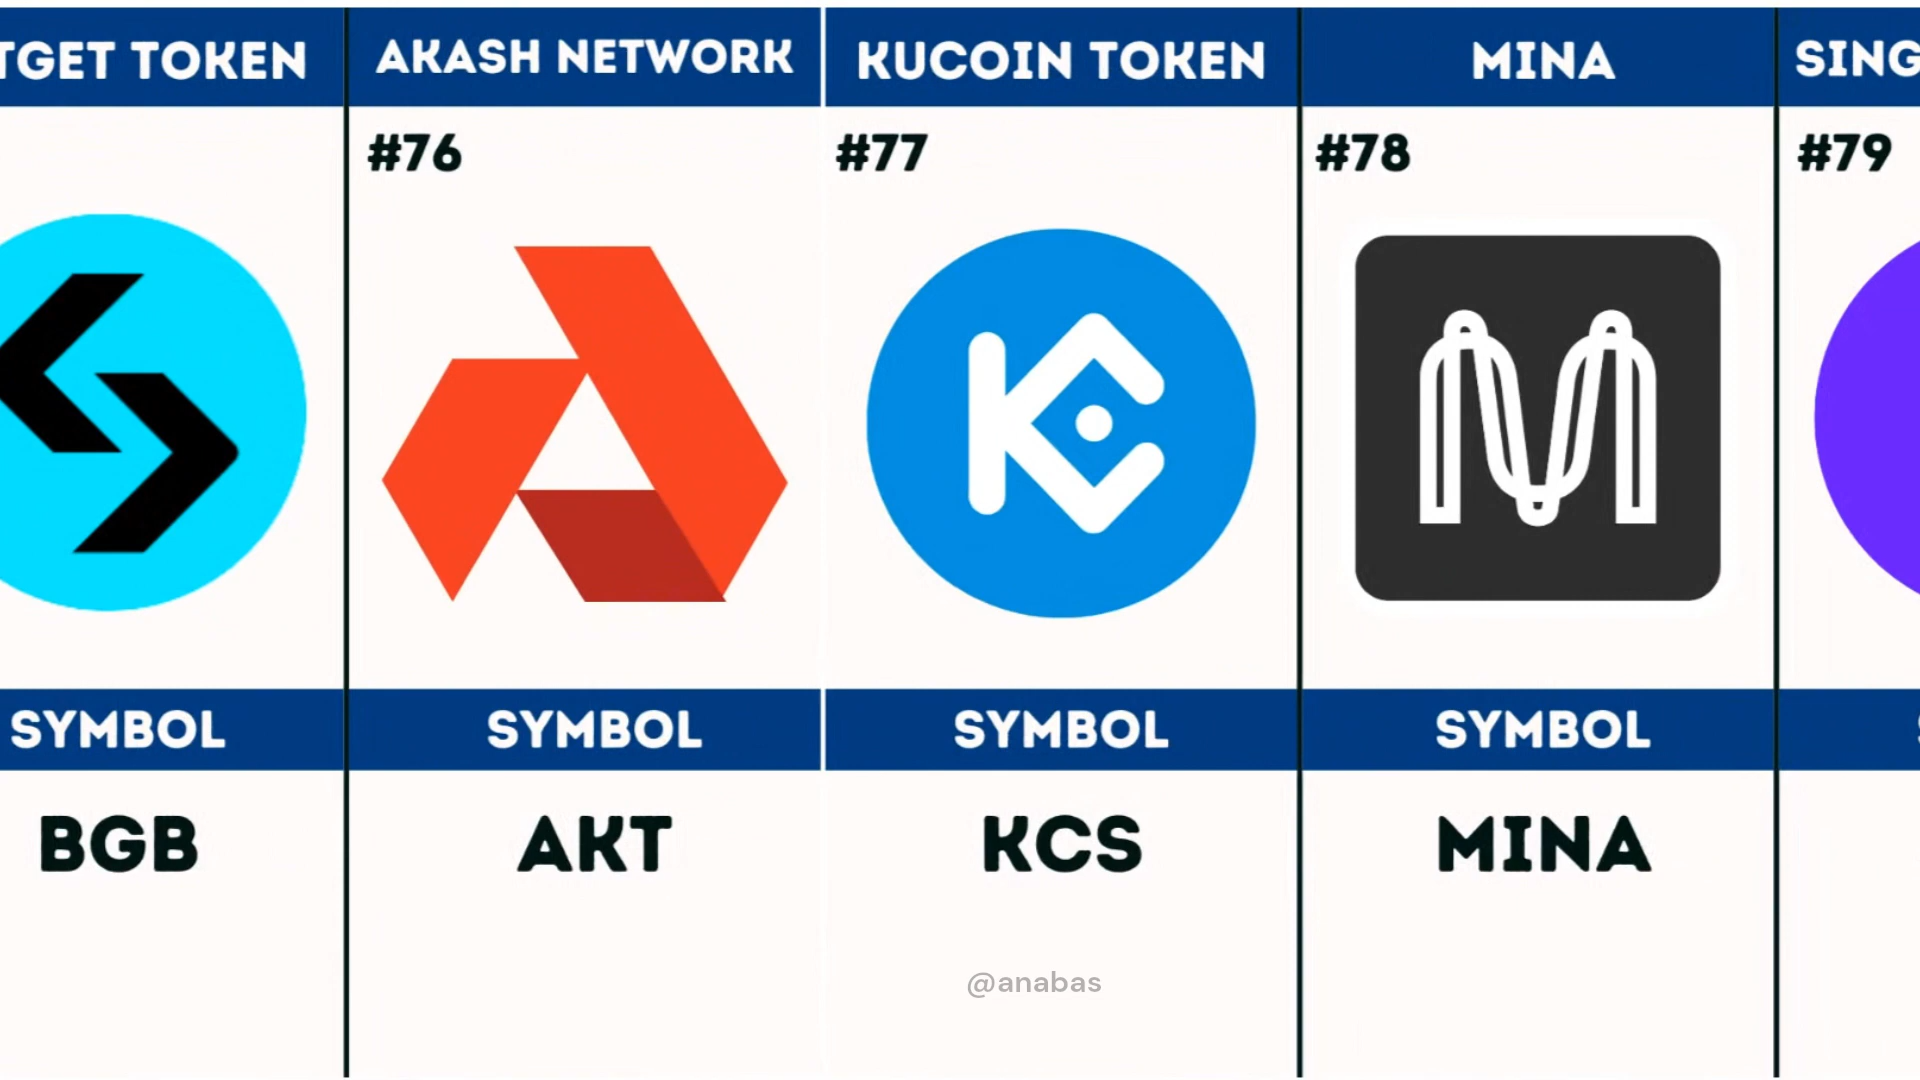 TGET TOKEN
AKASH NETWORK
KUCOIN TOKEN
MINA
SING
#76
#77
#78
#79
SYMBOL
SYMBOL
SYMBOL
SYMBOL
BGB
AKT
KCS
MINA
@anabas